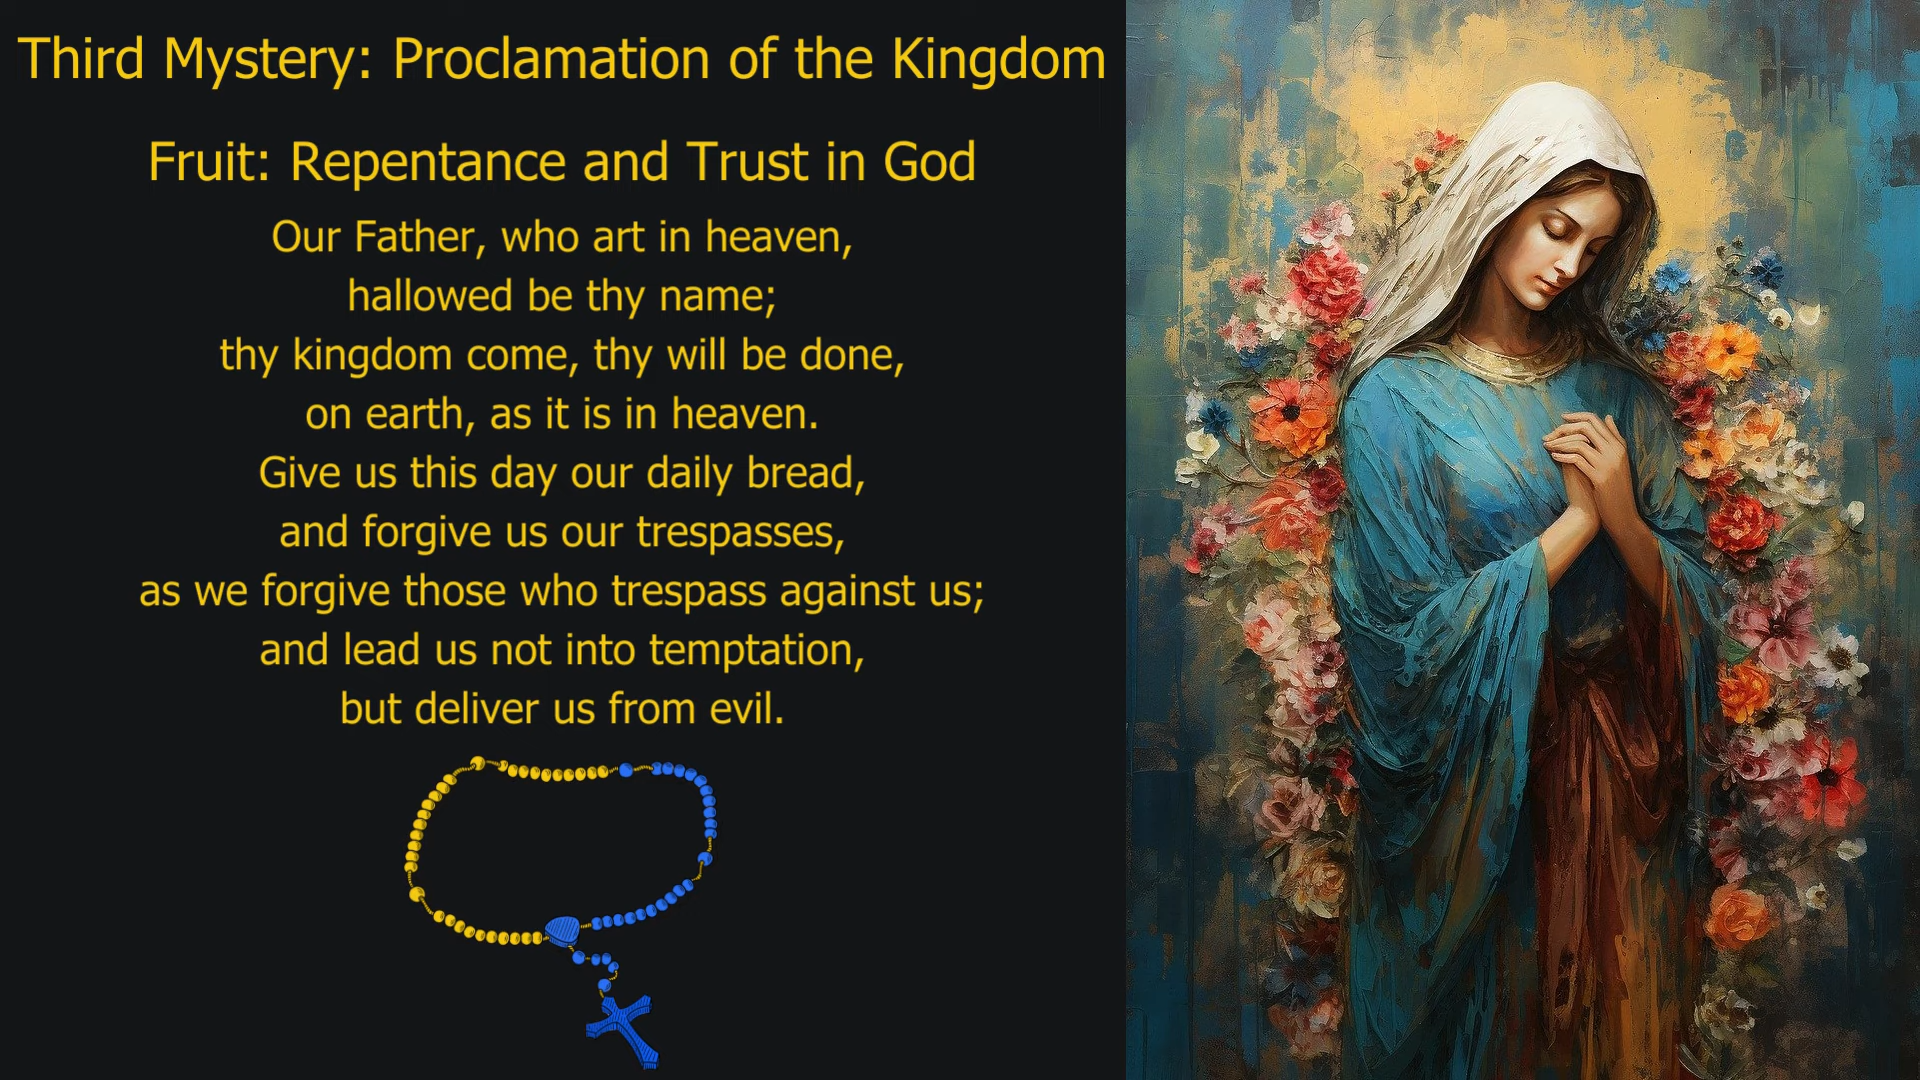 Third Mystery: Proclamation of the Kingdom
Fruit: Repentance and Trust in God
Our Father, who art in heaven,
hallowed be thy name;
thy kingdom come, thy will be done,
on earth, as it is in heaven.
Give us this day our daily bread,
and forgive us our trespasses,
as we forgive those who trespass against us;
and lead us not into temptation,
but deliver us from evil.